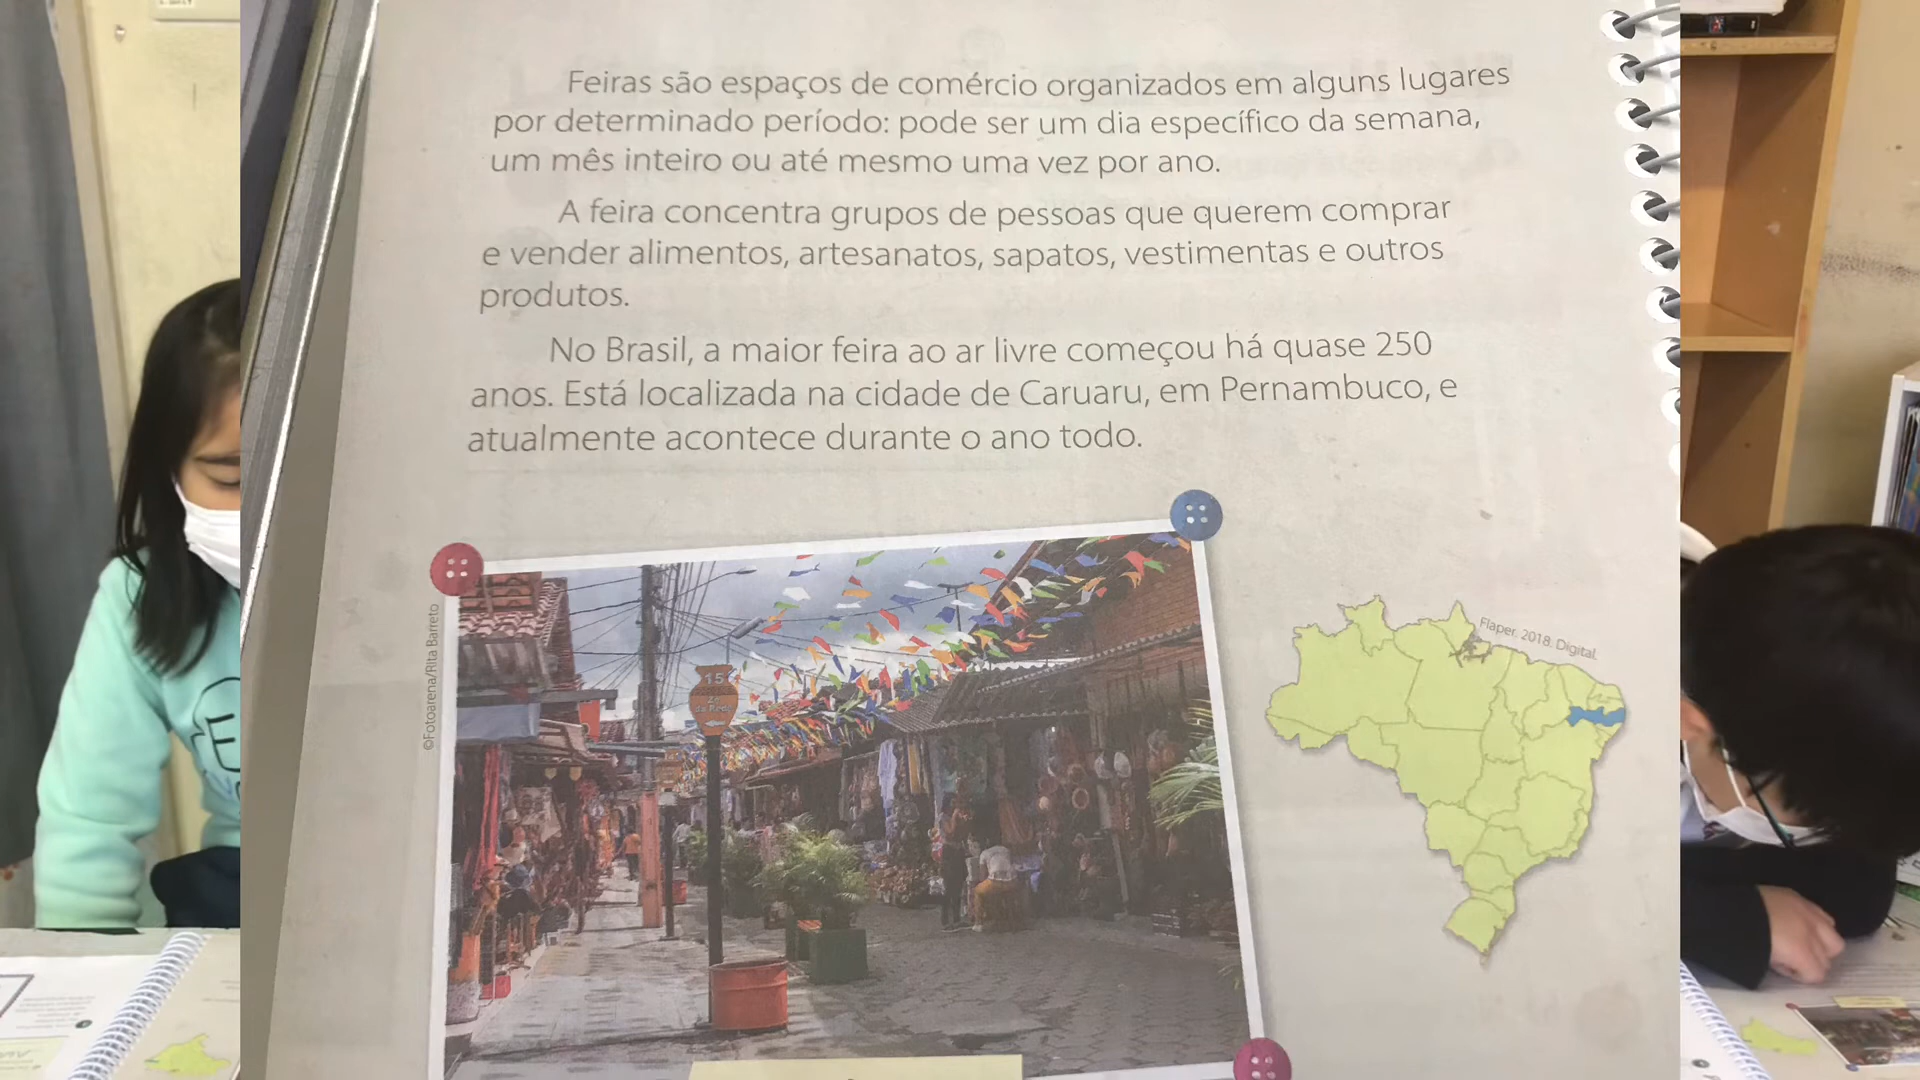 Feiras são espaços de comércio organizados em alguns lugares
por determinado período: pode ser um dia específico da semana,
um mês inteiro ou até mesmo uma vez por ano.
A feira concentra grupos de pessoas que querem comprar
e vender alimentos, artesanatos, sapatos, vestimentas e outros
produtos.
No Brasil, a maior feira ao ar livre começou há quase 250
anos. Está localizada na cidade de Caruaru, em Pernambuco, e
atualmente acontece durante o ano todo.
©Fotoarena/Rita Barreto
15
Flaper. 2018. Digital.